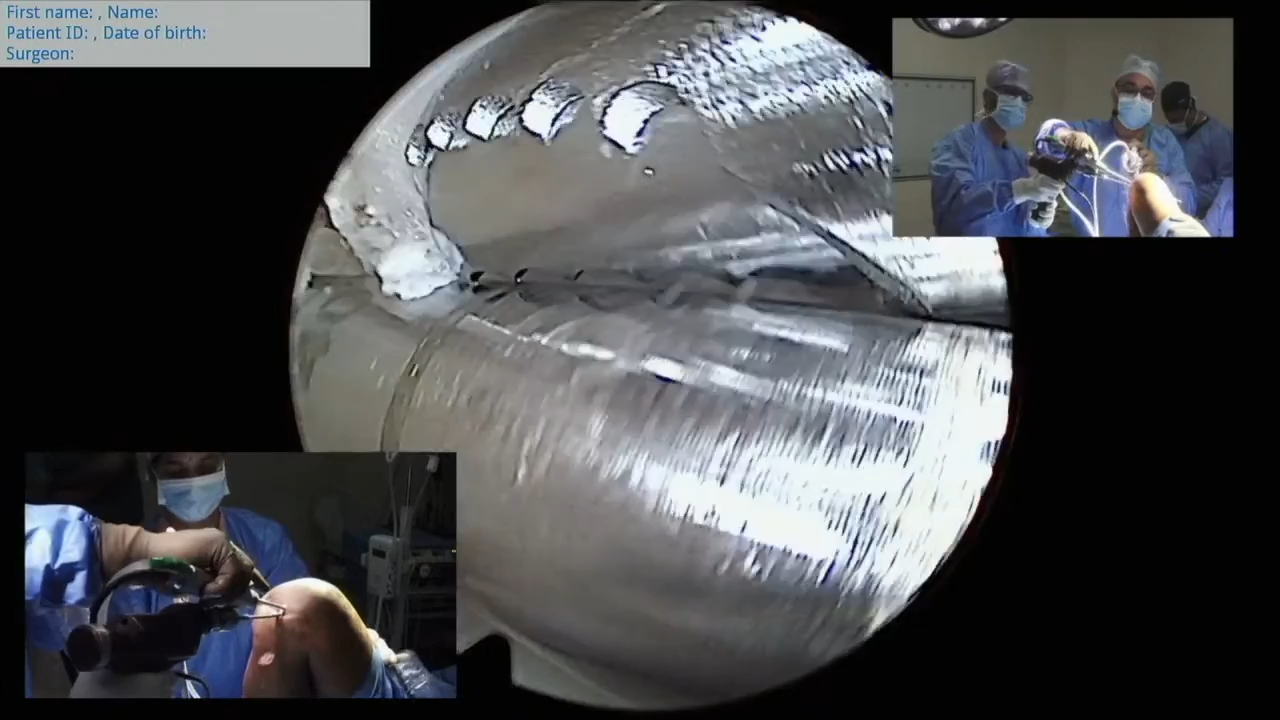 First name: , Name:
Patient ID: , Date of birth:
Surgeon: